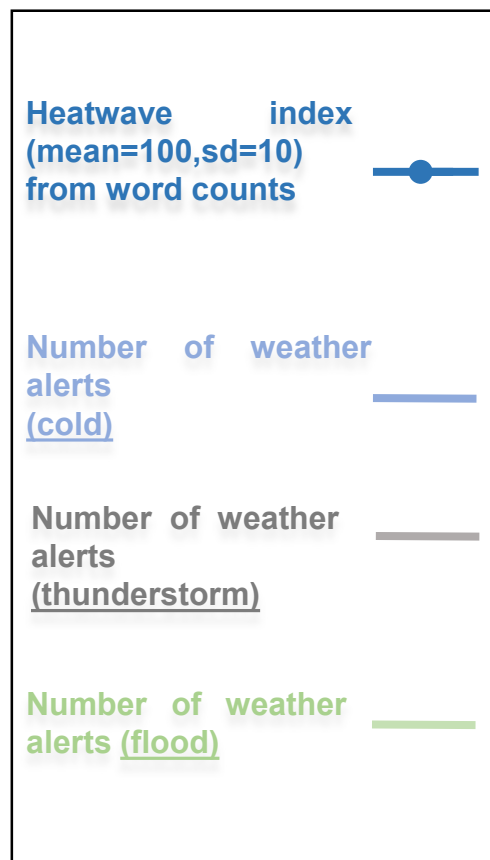 Heatwave index
(mean=100,sd=10)
from word counts
Number of weather
alerts
(cold)
Number of weather
alerts
(thunderstorm)
Number of weather
alerts (flood)